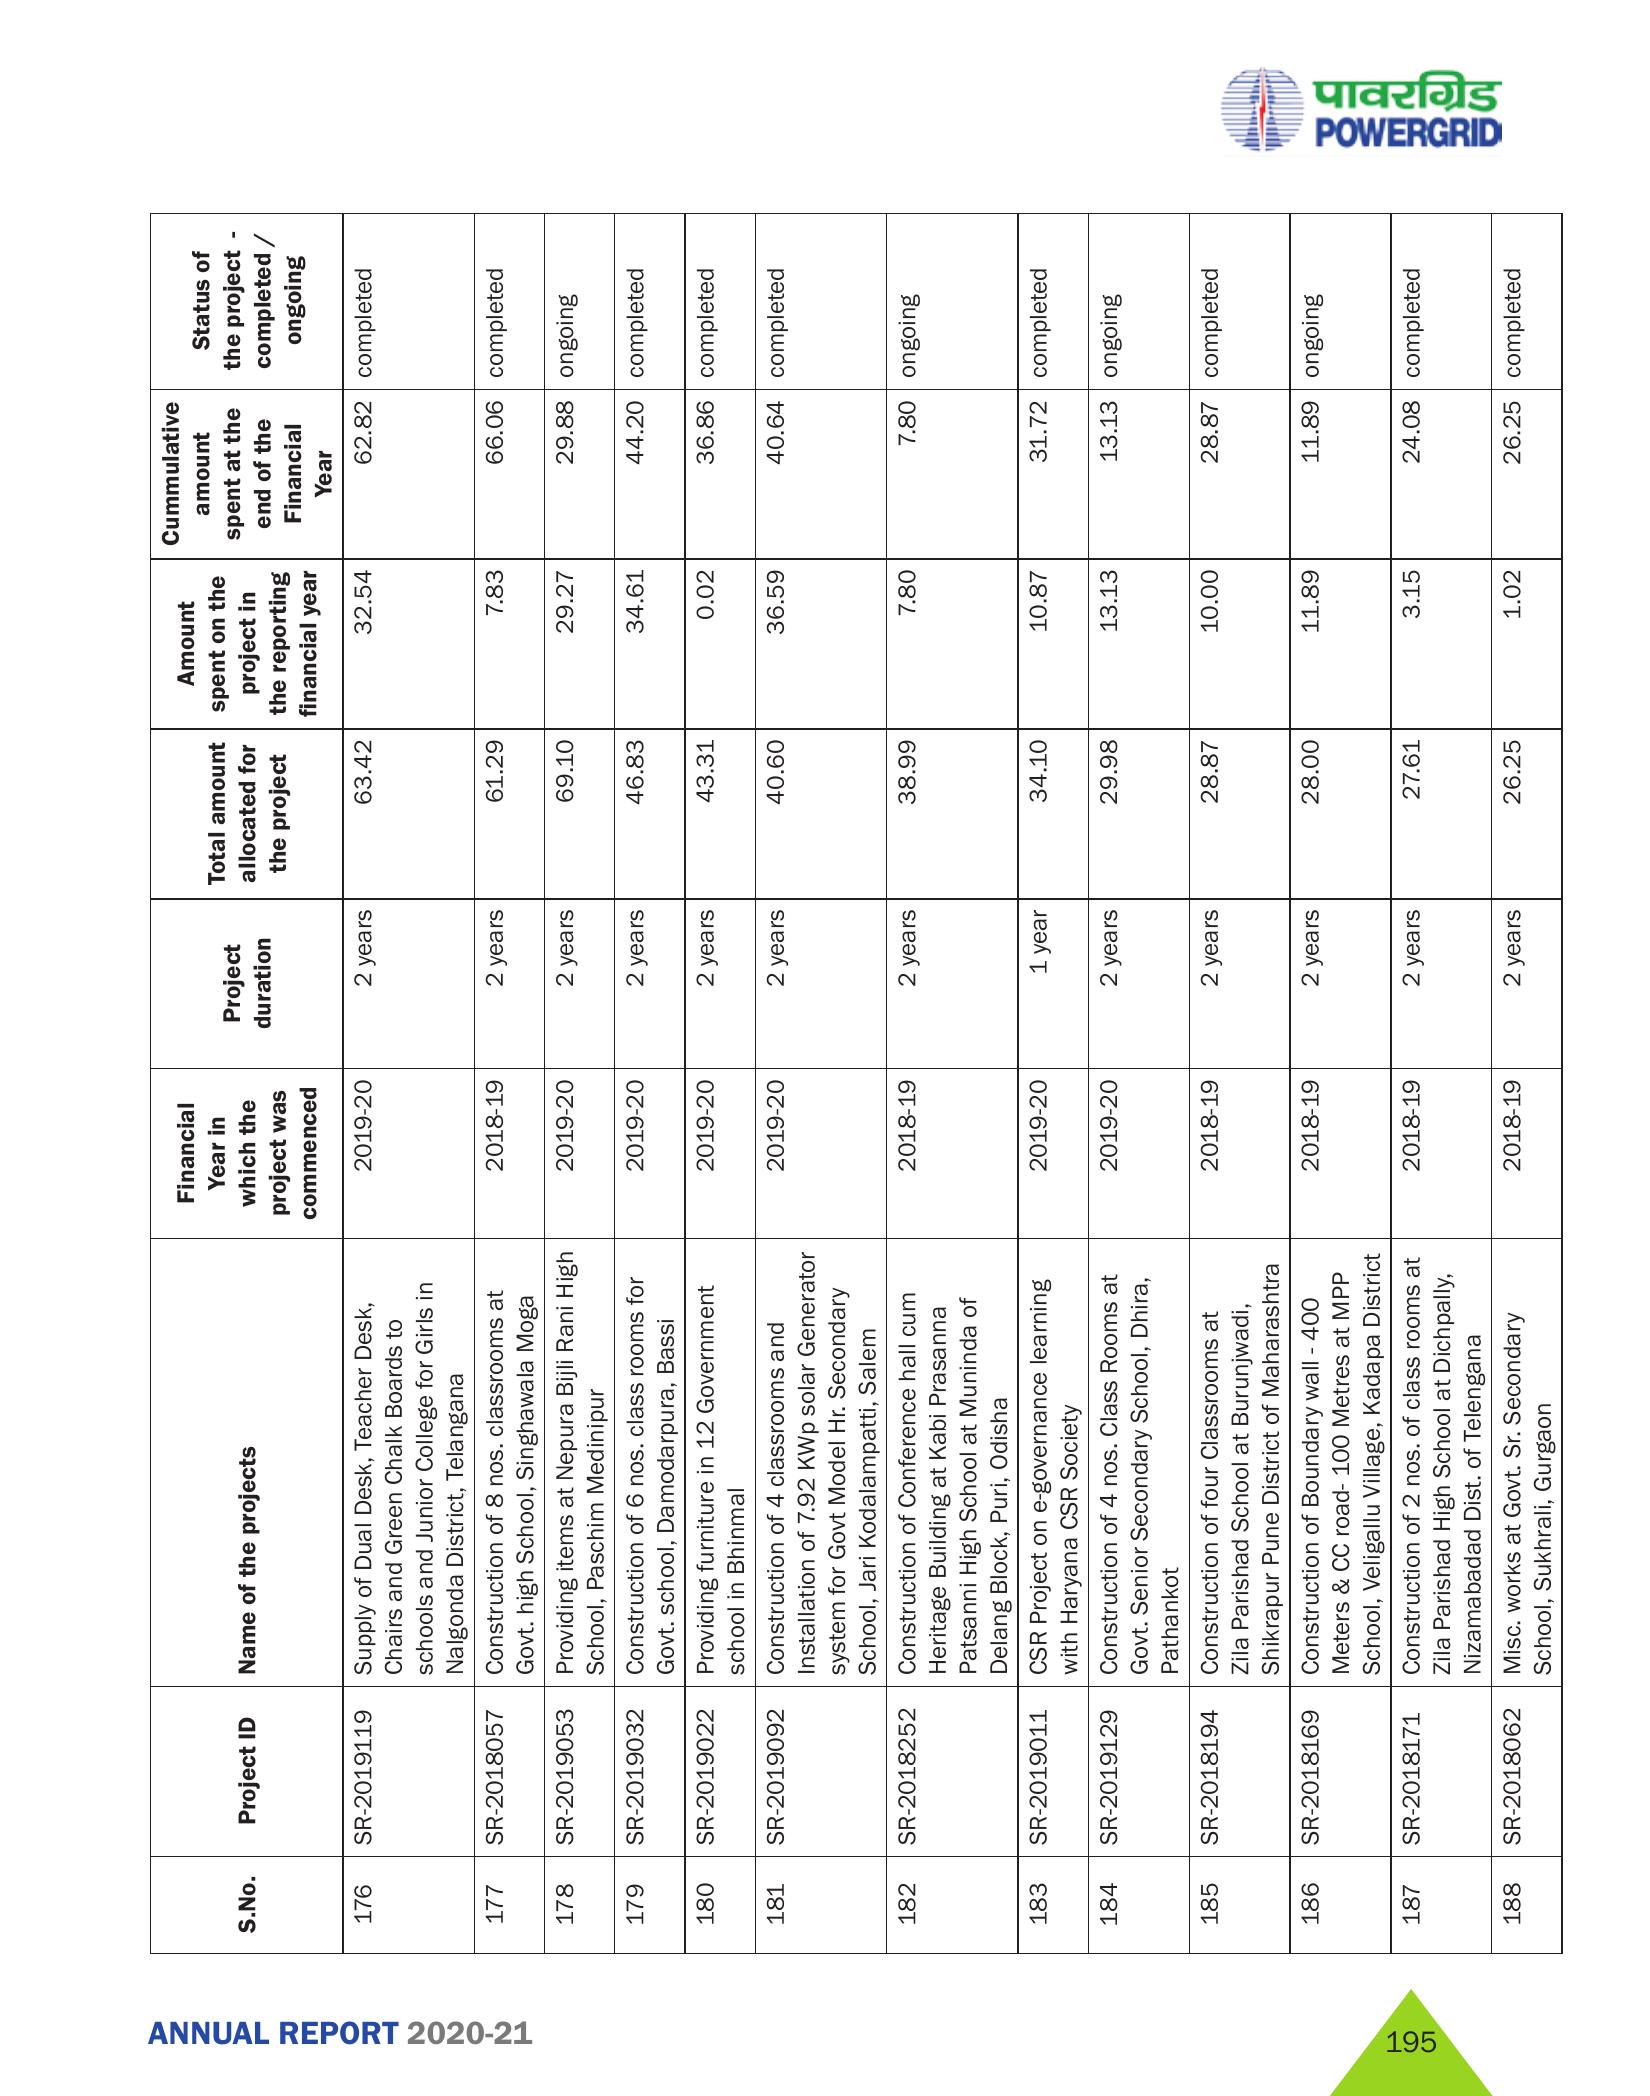 पावरग्रिड
POWERGRID
S.No.
Project ID
Name of the projects
Financial
Year in
which the
project was
commenced
Project
duration
Total amount
allocated for
the project
Amount
spent on the
project in
the reporting
financial year
Cummulative
amount
spent at the
end of the
Financial
Year
Status of
the project -
completed /
ongoing
176
SR-2019119
Supply of Dual Desk, Teacher Desk,
Chairs and Green Chalk Boards to
schools and Junior College for Girls in
Nalgonda District, Telangana
2019-20
2 years
63.42
32.54
62.82
completed
177
SR-2018057
Construction of 8 nos. classrooms at
Govt. high School, Singhawala Moga
2018-19
2 years
61.29
7.83
66.06
completed
178
SR-2019053
Providing items at Nepura Bijli Rani High
School, Paschim Medinipur
2019-20
2 years
69.10
29.27
29.88
ongoing
179
SR-2019032
Construction of 6 nos. class rooms for
Govt. school, Damodarpura, Bassi
2019-20
2 years
46.83
34.61
44.20
completed
180
SR-2019022
Providing furniture in 12 Government
school in Bhinmal
2019-20
2 years
43.31
0.02
36.86
completed
181
SR-2019092
Construction of 4 classrooms and
Installation of 7.92 KWp solar Generator
system for Govt Model Hr. Secondary
School, Jari Kodalampatti, Salem
2019-20
2 years
40.60
36.59
40.64
completed
182
SR-2018252
Construction of Conference hall cum
Heritage Building at Kabi Prasanna
Patsanni High School at Muninda of
Delang Block, Puri, Odisha
2018-19
2 years
38.99
7.80
7.80
ongoing
183
SR-2019011
CSR Project on e-governance learning
with Haryana CSR Society
2019-20
1 year
34.10
10.87
31.72
completed
184
SR-2019129
Construction of 4 nos. Class Rooms at
Govt. Senior Secondary School, Dhira,
Pathankot
2019-20
2 years
29.98
13.13
13.13
ongoing
185
SR-2018194
Construction of four Classrooms at
Zila Parishad School at Burunjwadi,
Shikrapur Pune District of Maharashtra
2018-19
2 years
28.87
10.00
28.87
completed
186
SR-2018169
Construction of Boundary wall - 400
Meters & CC road- 100 Metres at MPP
School, Veligallu Village, Kadapa District
2018-19
2 years
28.00
11.89
11.89
ongoing
187
SR-2018171
Construction of 2 nos. of class rooms at
Zila Parishad High School at Dichpally,
Nizamabadad Dist. of Telengana
2018-19
2 years
27.61
3.15
24.08
completed
188
SR-2018062
Misc. works at Govt. Sr. Secondary
School, Sukhrali, Gurgaon
2018-19
2 years
26.25
1.02
26.25
completed
ANNUAL REPORT 2020-21
195